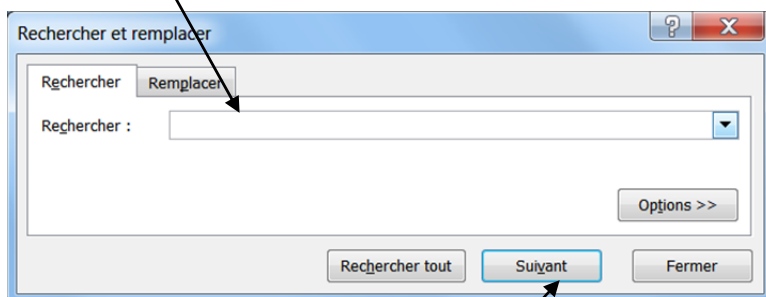 Rechercher et remplacer
Rechercher Remplacer
Rechercher :
Options >>
Rechercher tout Suivant Fermer